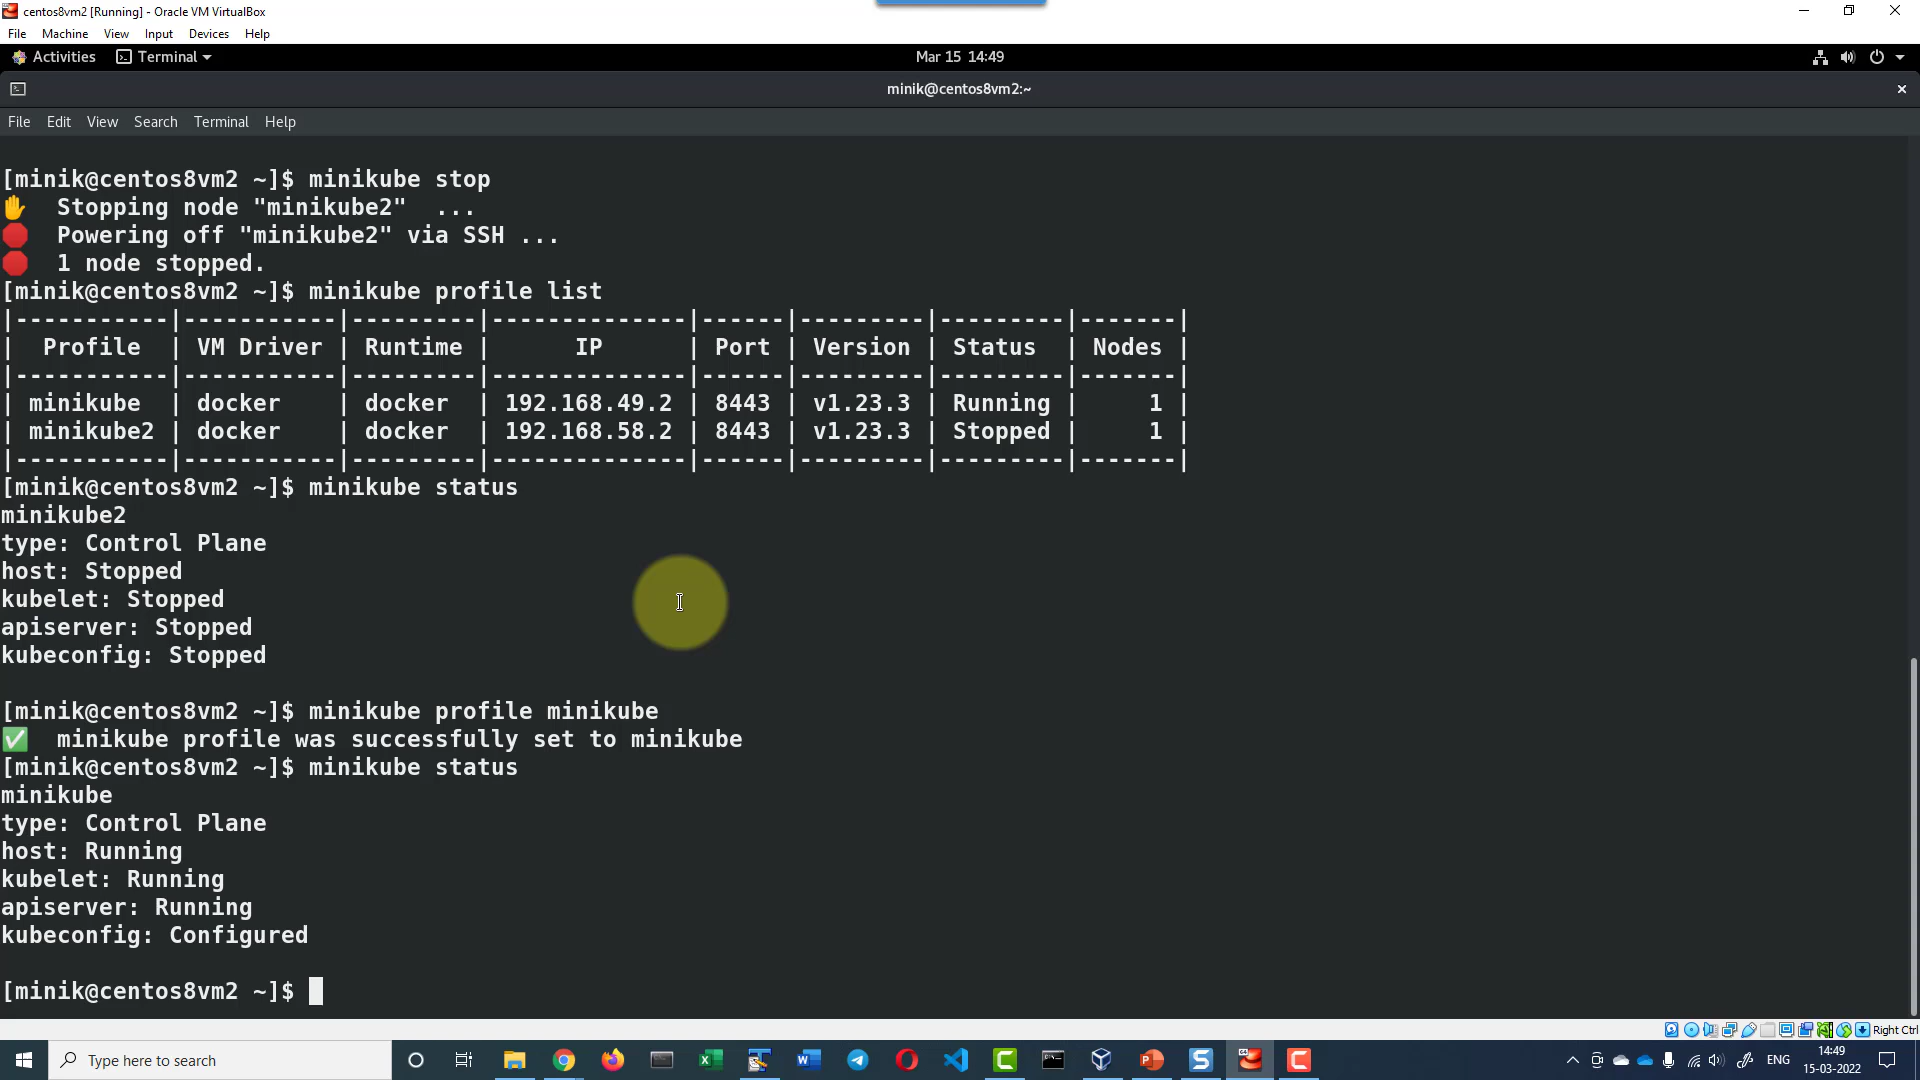 centos8vm2 [Running] - Oracle VM VirtualBox
File Machine View Input Devices Help
Activities Terminal Mar 15 14:49
minik@centos8vm2:~
File Edit View Search Terminal Help
[minik@centos8vm2 ~]$ minikube stop
✋ Stopping node "minikube2" ...
🛑 Powering off "minikube2" via SSH ...
🛑 1 node stopped.
[minik@centos8vm2 ~]$ minikube profile list
|-----------|-----------|---------|--------------|------|---------|---------|-------|
| Profile | VM Driver | Runtime | IP | Port | Version | Status | Nodes |
|-----------|-----------|---------|--------------|------|---------|---------|-------|
| minikube | docker | docker | 192.168.49.2 | 8443 | v1.23.3 | Running | 1 |
| minikube2 | docker | docker | 192.168.58.2 | 8443 | v1.23.3 | Stopped | 1 |
|-----------|-----------|---------|--------------|------|---------|---------|-------|
[minik@centos8vm2 ~]$ minikube status
minikube2
type: Control Plane
host: Stopped
kubelet: Stopped
apiserver: Stopped
kubeconfig: Stopped
[minik@centos8vm2 ~]$ minikube profile minikube
✅ minikube profile was successfully set to minikube
[minik@centos8vm2 ~]$ minikube status
minikube
type: Control Plane
host: Running
kubelet: Running
apiserver: Running
kubeconfig: Configured
[minik@centos8vm2 ~]$
Right Ctrl
Type here to search
ENG
14:49
15-03-2022